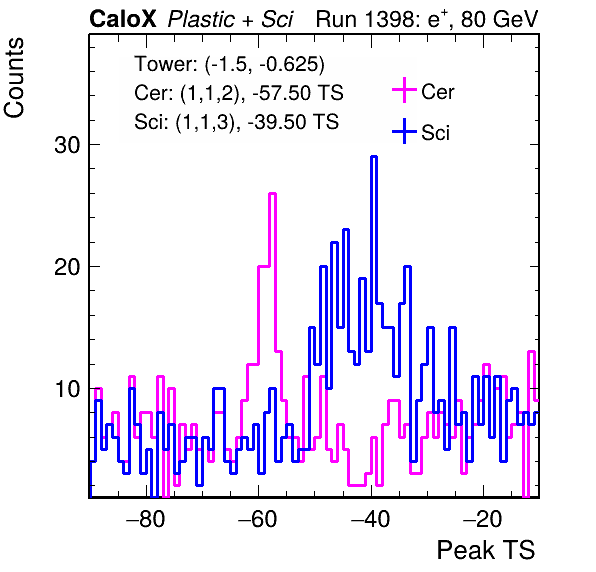 CaloX Plastic + Sci Run 1398: e⁺, 80 GeV
Counts
Tower: (-1.5, -0.625)
Cer: (1,1,2), -57.50 TS
Sci: (1,1,3), -39.50 TS
Cer
Sci
30
20
10
−80 −60 −40 −20
Peak TS